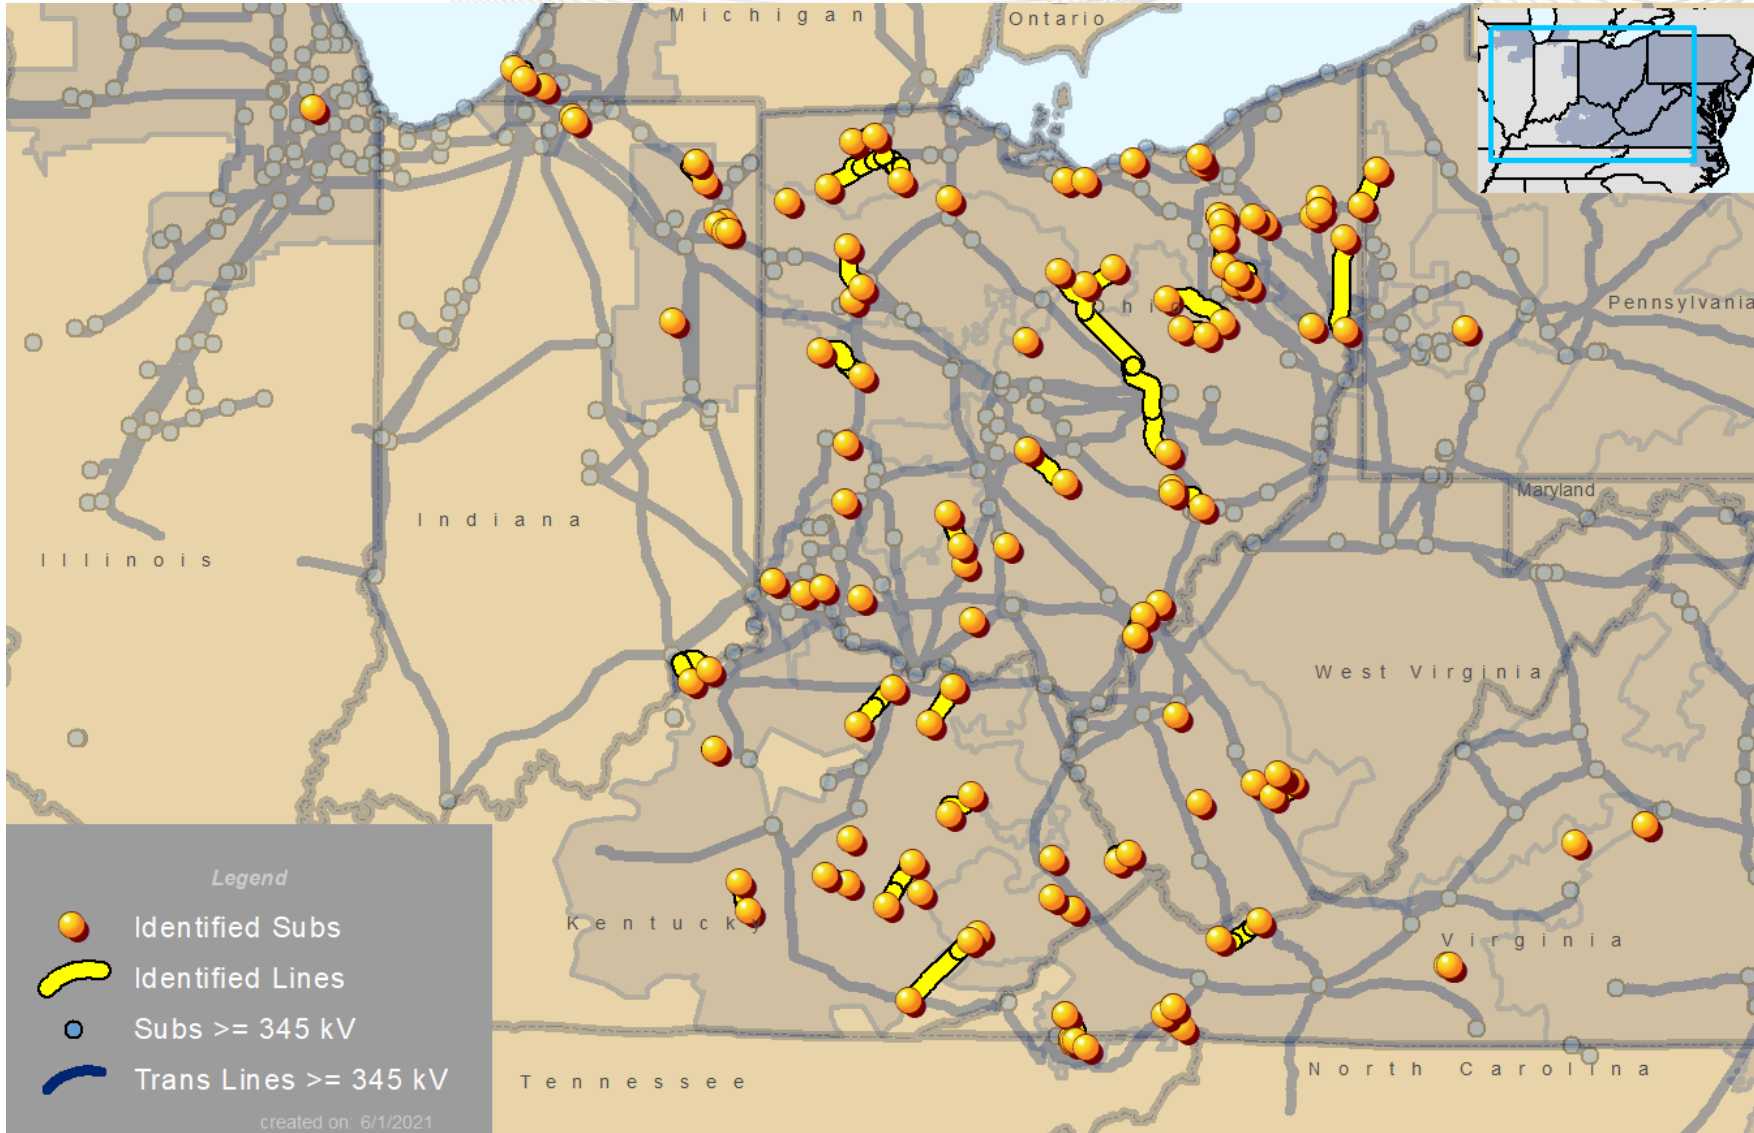 Michigan
Ontario
Ohio
Pennsylvania
Maryland
Indiana
Illinois
West Virginia
Kentucky
Virginia
North Carolina
Tennessee
Legend
Identified Subs
Identified Lines
Subs >= 345 kV
Trans Lines >= 345 kV
created on: 6/1/2021